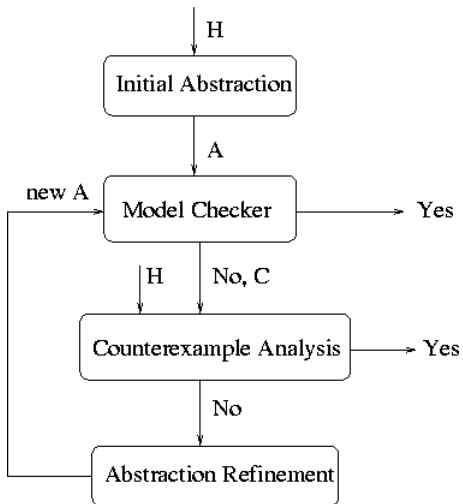 H
Initial Abstraction
A
new A
Model Checker
Yes
H
No, C
Counterexample Analysis
Yes
No
Abstraction Refinement